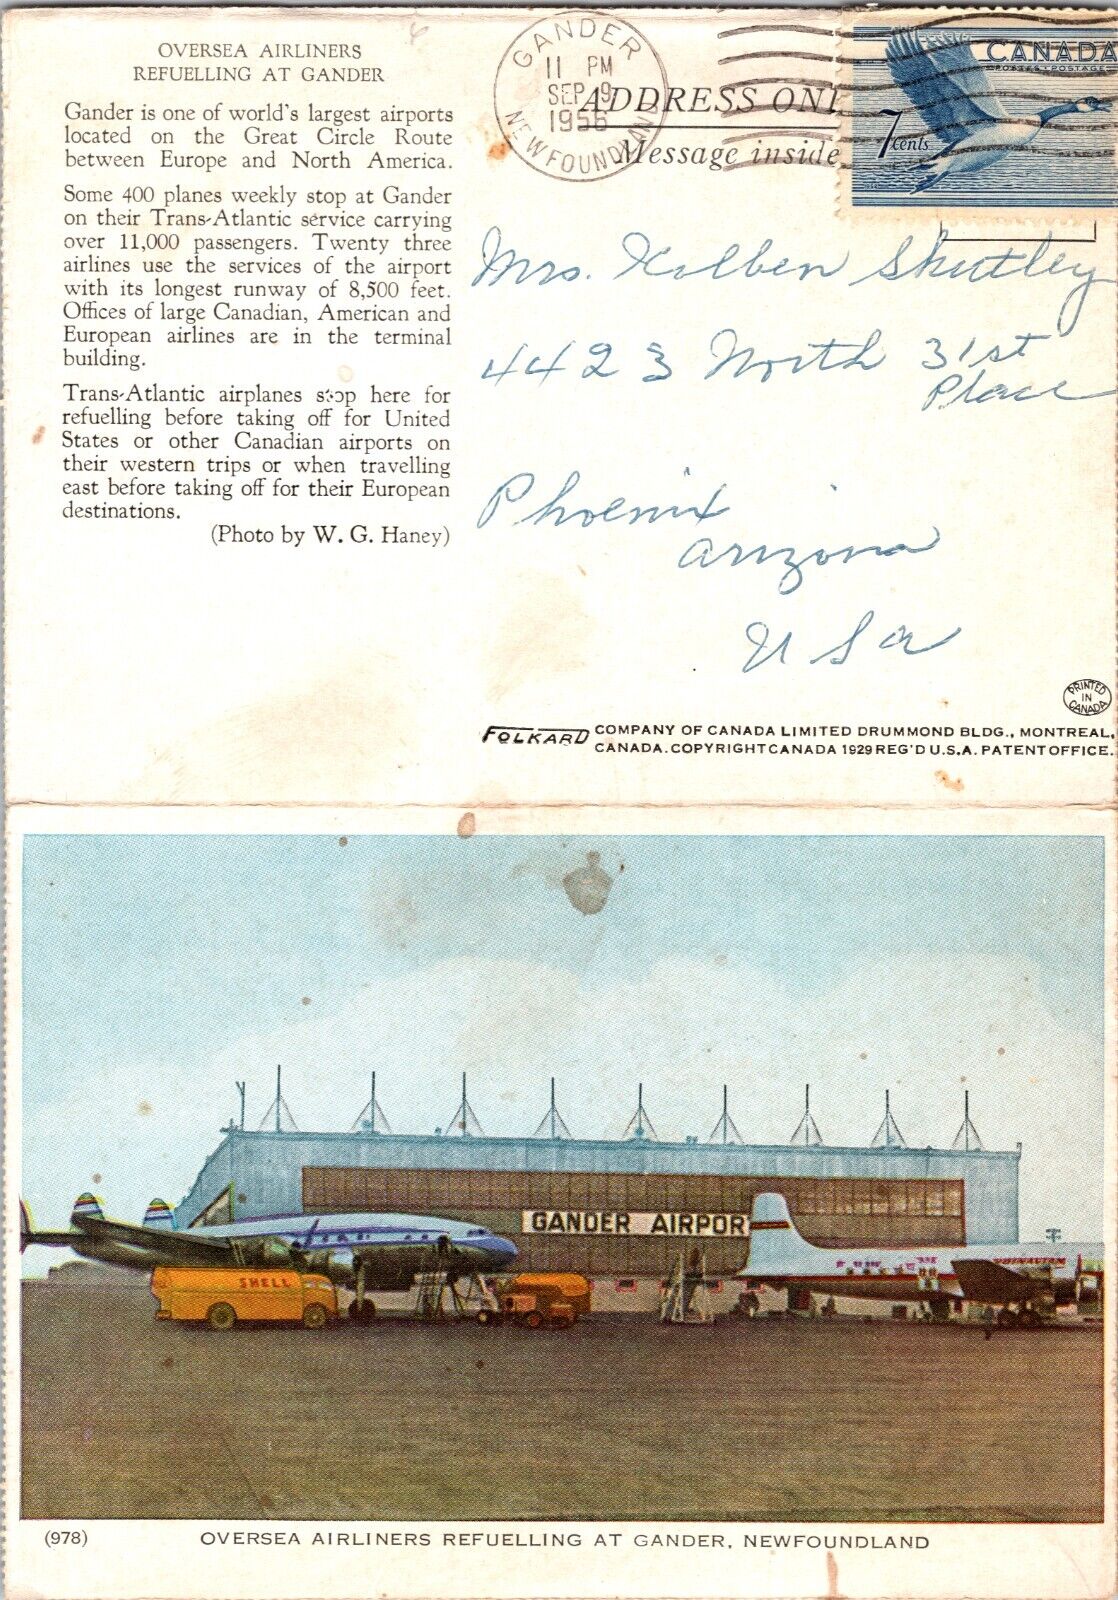 OVERSEA AIRLINERS
REFUELLING AT GANDER
Gander is one of world's largest airports
located on the Great Circle Route
between Europe and North America.
Some 400 planes weekly stop at Gander
on their Trans-Atlantic service carrying
over 11,000 passengers. Twenty three
airlines use the services of the airport
with its longest runway of 8,500 feet.
Offices of large Canadian, American and
European airlines are in the terminal
building.
Trans-Atlantic airplanes stop here for
refuelling before taking off for United
States or other Canadian airports on
their western trips or when travelling
east before taking off for their European
destinations.
(Photo by W. G. Haney)
GANDER
11 PM
SEP 9
1956
NEWFOUNDLAND
ADDRESS ONL
Message inside
CANADA
POSTES·POSTAGE
7 cents
Mrs. Kolben Shutley
4423 North 31st
Place
Phoenix
Arizona
USA
PRINTED
IN
CANADA
FOLKARD COMPANY OF CANADA LIMITED DRUMMOND BLDG., MONTREAL,
CANADA. COPYRIGHT CANADA 1929 REG'D U.S.A. PATENT OFFICE.
GANDER AIRPOR
SHELL
(978) OVERSEA AIRLINERS REFUELLING AT GANDER, NEWFOUNDLAND